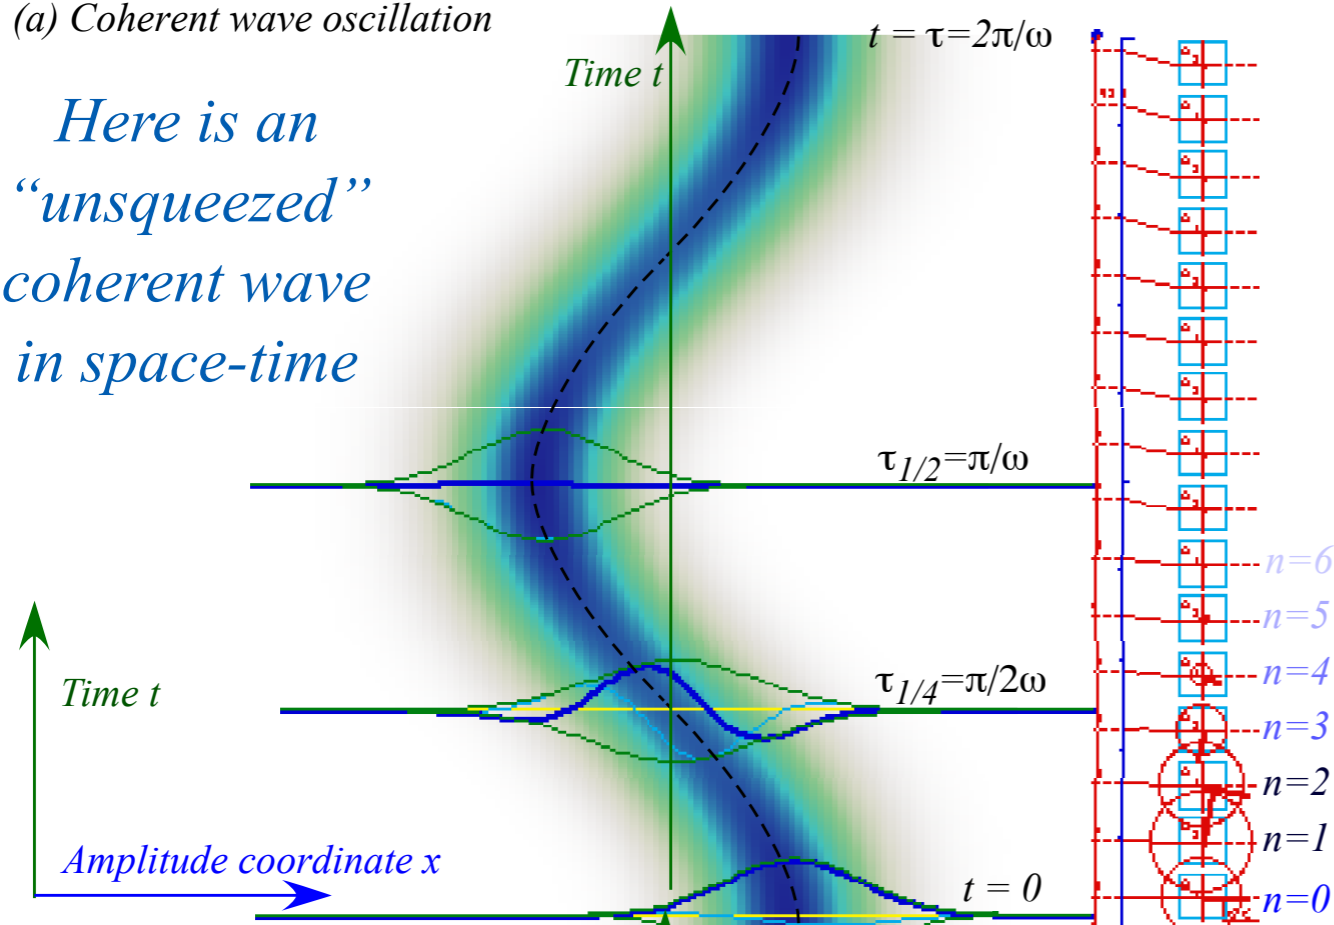 (a) Coherent wave oscillation
t = τ=2π/ω
Time t
Here is an
“unsqueezed”
coherent wave
in space-time
τ1/2=π/ω
n=6
n=5
n=4
Time t
τ1/4=π/2ω
n=3
n=2
n=1
Amplitude coordinate x
t = 0
n=0